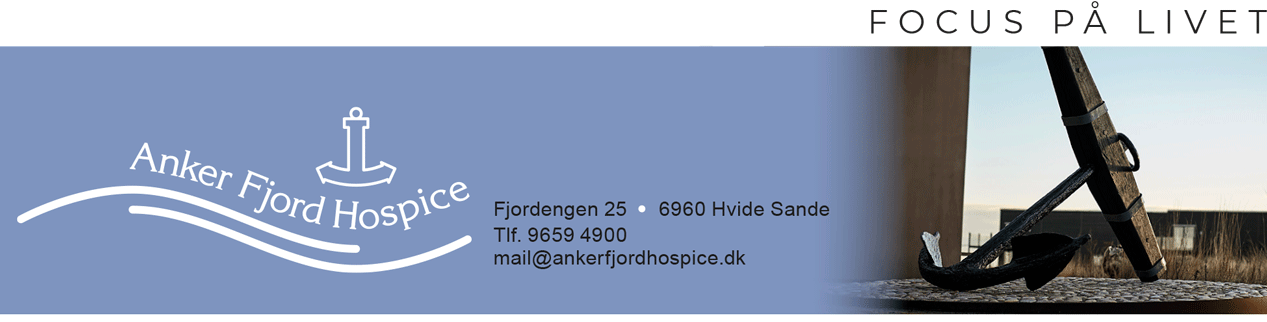 FOCUS PÅ LIVET
Anker Fjord Hospice
Fjordengen 25 • 6960 Hvide Sande
Tlf. 9659 4900
mail@ankerfjordhospice.dk